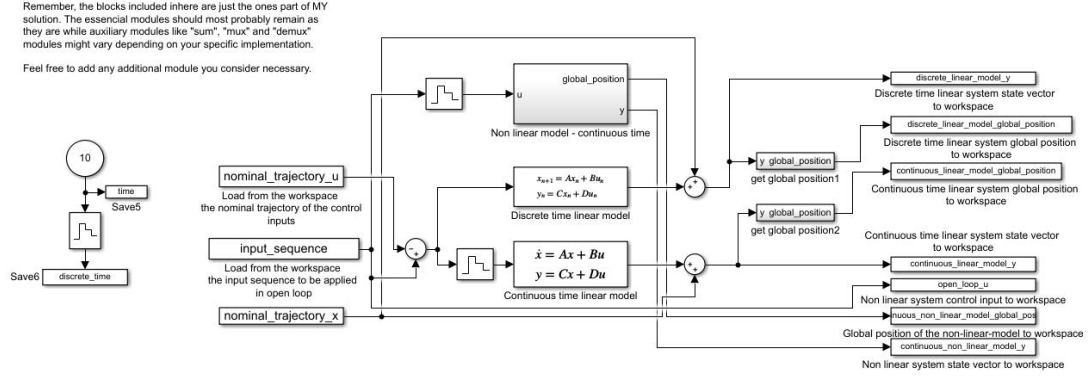 Remember, the blocks included inhere are just the ones part of MY
solution. The essencial modules should most probably remain as
they are while auxiliary modules like "sum", "mux" and "demux"
modules might vary depending on your specific implementation.
Feel free to add any additional module you consider necessary.
10
time
Save5
Save6
discrete_time
nominal_trajectory_u
Load from the workspace
the nominal trajectory of the control
inputs
input_sequence
Load from the workspace
the input sequence to be applied
in open loop
nominal_trajectory_x
u
global_position
y
Non linear model - continuous time
xₙ₊₁ = Axₙ + Buₙ
yₙ = Cxₙ + Duₙ
Discrete time linear model
ẋ = Ax + Bu
y = Cx + Du
Continuous time linear model
y global_position
get global position1
y global_position
get global position2
discrete_linear_model_y
Discrete time linear system state vector
to workspace
discrete_linear_model_global_position
Discrete time linear system global position
to workspace
continuous_linear_model_global_position
Continuous time linear system global position
to workspace
Continuous time linear system state vector
to workspace
continuous_linear_model_y
open_loop_u
Non linear system control input to workspace
nuous_non_linear_model_global_pos
Global position of the non-linear-model to workspace
continuous_non_linear_model_y
Non linear system state vector to workspace